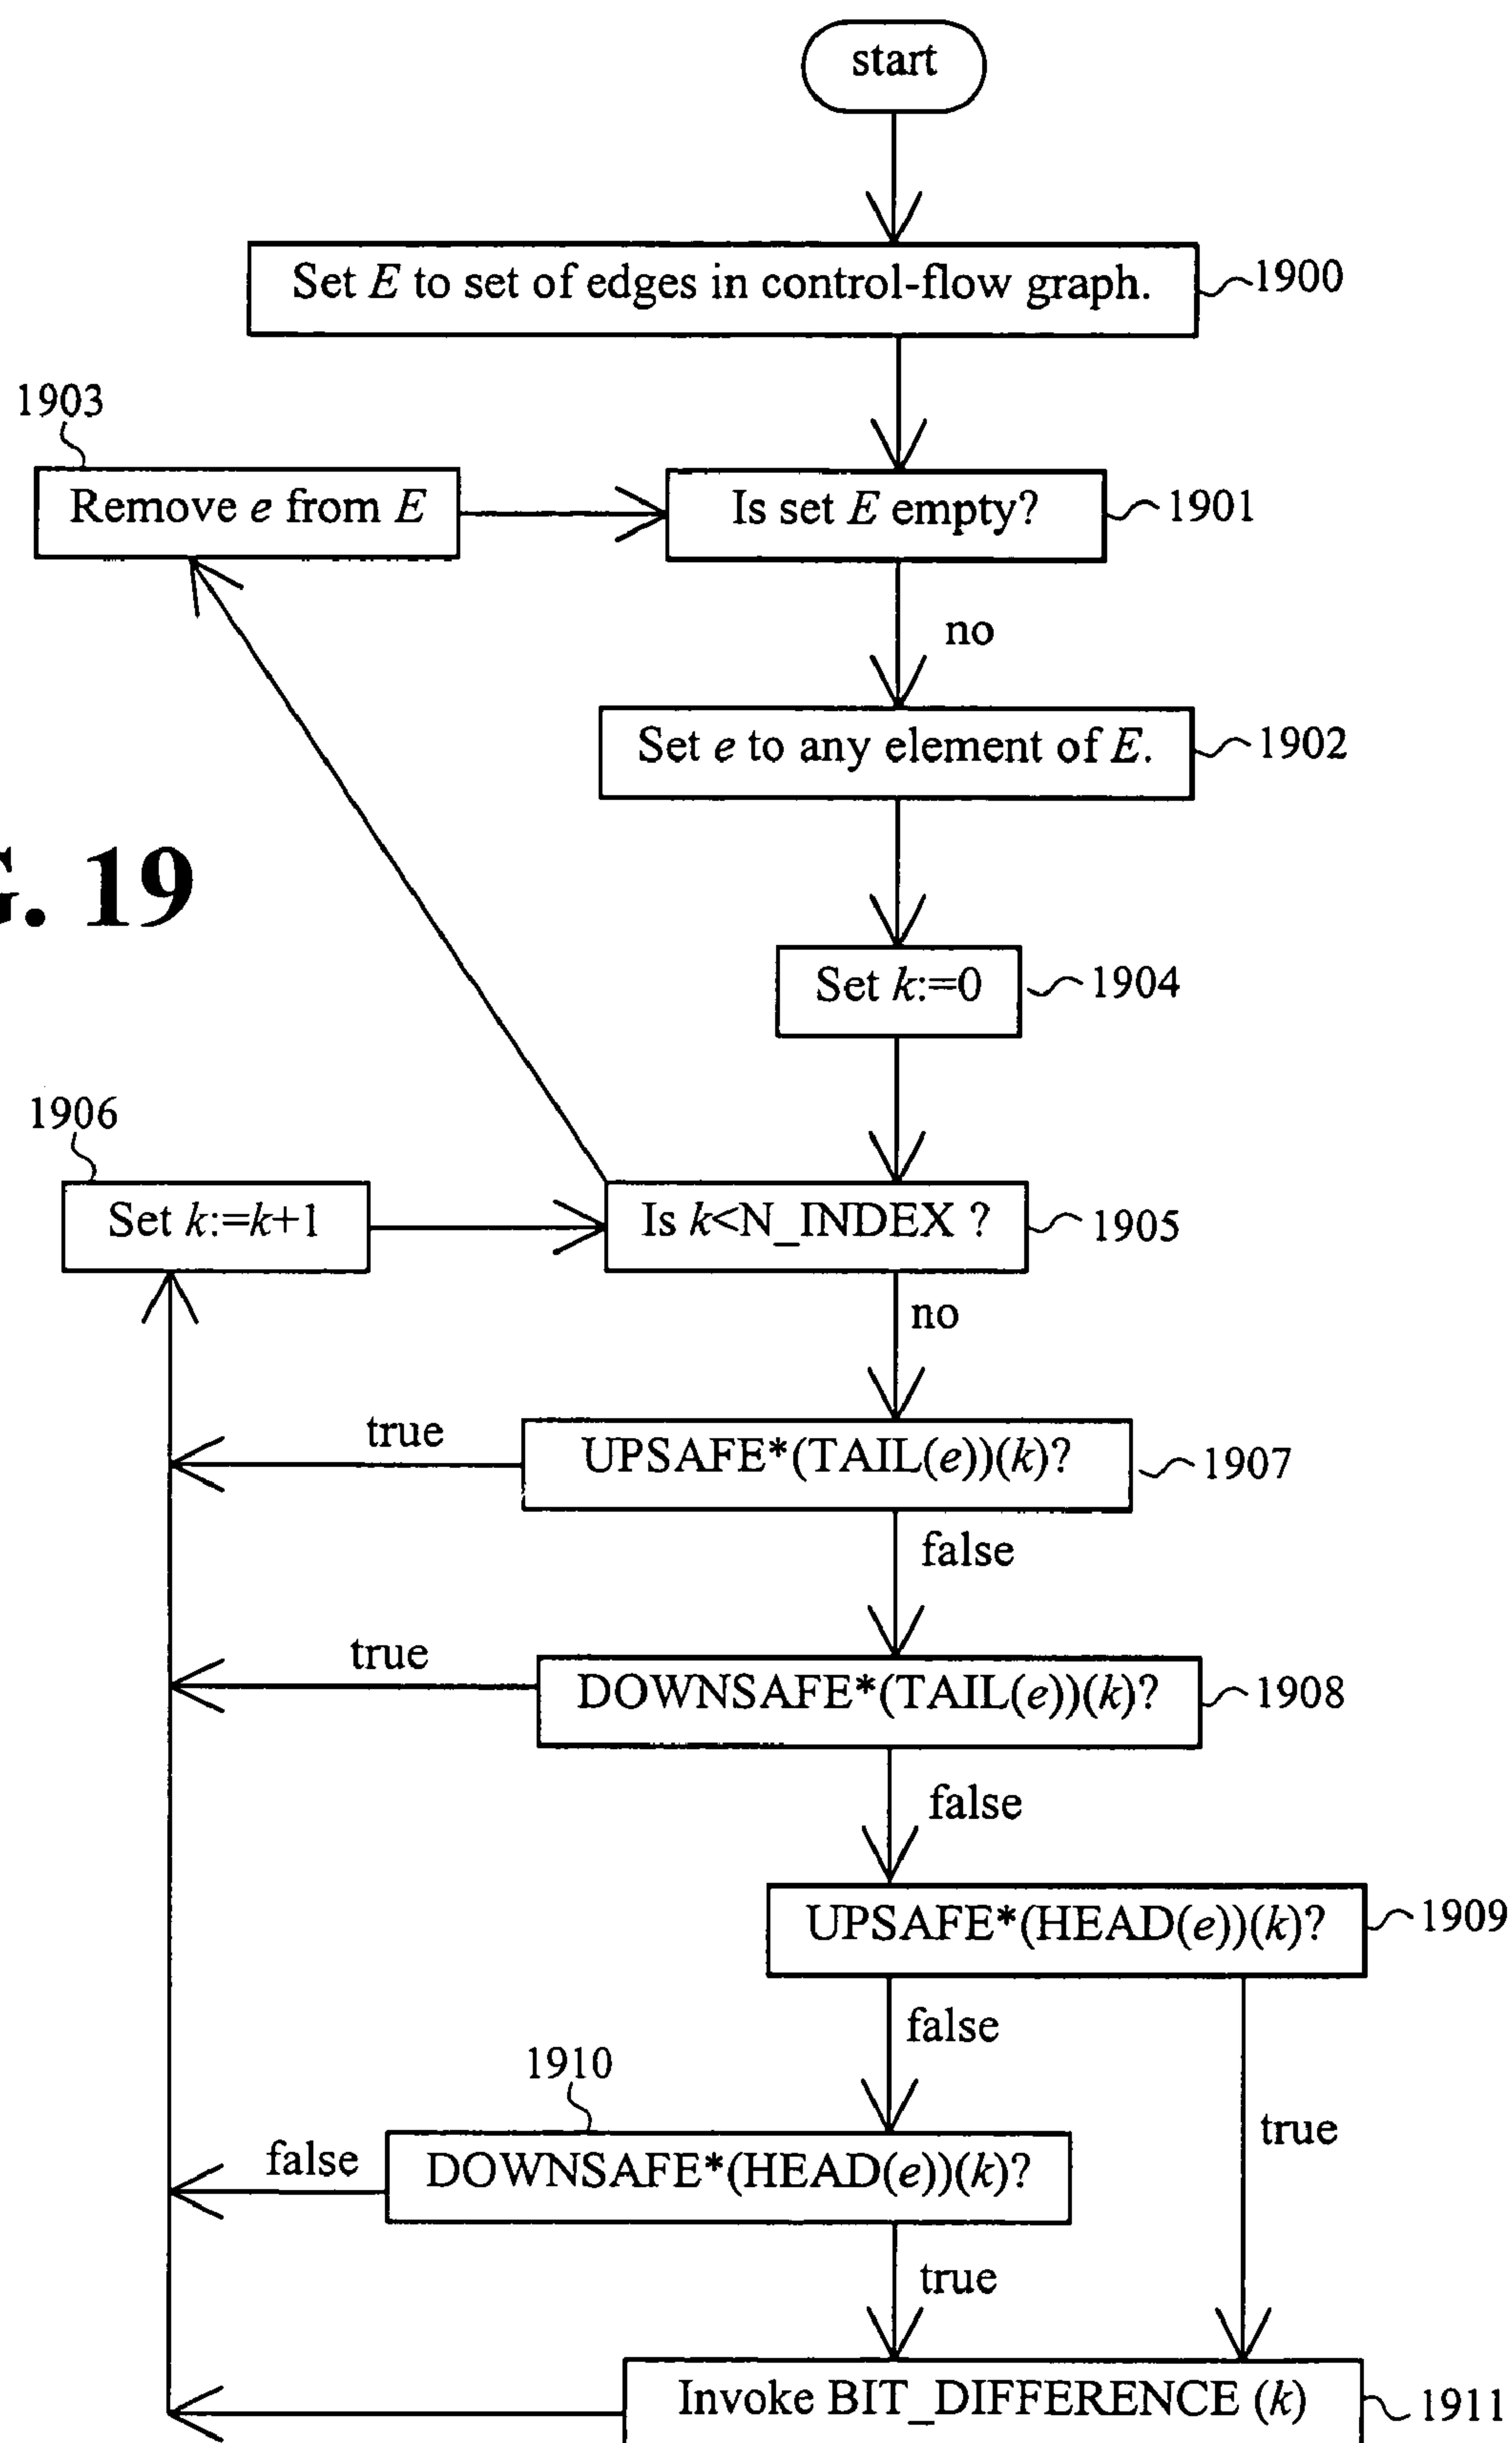 start
Set E to set of edges in control-flow graph.
1900
1903
Remove e from E
Is set E empty?
1901
no
Set e to any element of E.
1902
G. 19
Set k:=0
1904
1906
Set k:=k+1
Is k<N_INDEX ?
1905
no
true
UPSAFE*(TAIL(e))(k)?
1907
false
true
DOWNSAFE*(TAIL(e))(k)?
1908
false
UPSAFE*(HEAD(e))(k)?
1909
false
1910
true
false
DOWNSAFE*(HEAD(e))(k)?
true
Invoke BIT_DIFFERENCE (k)
1911